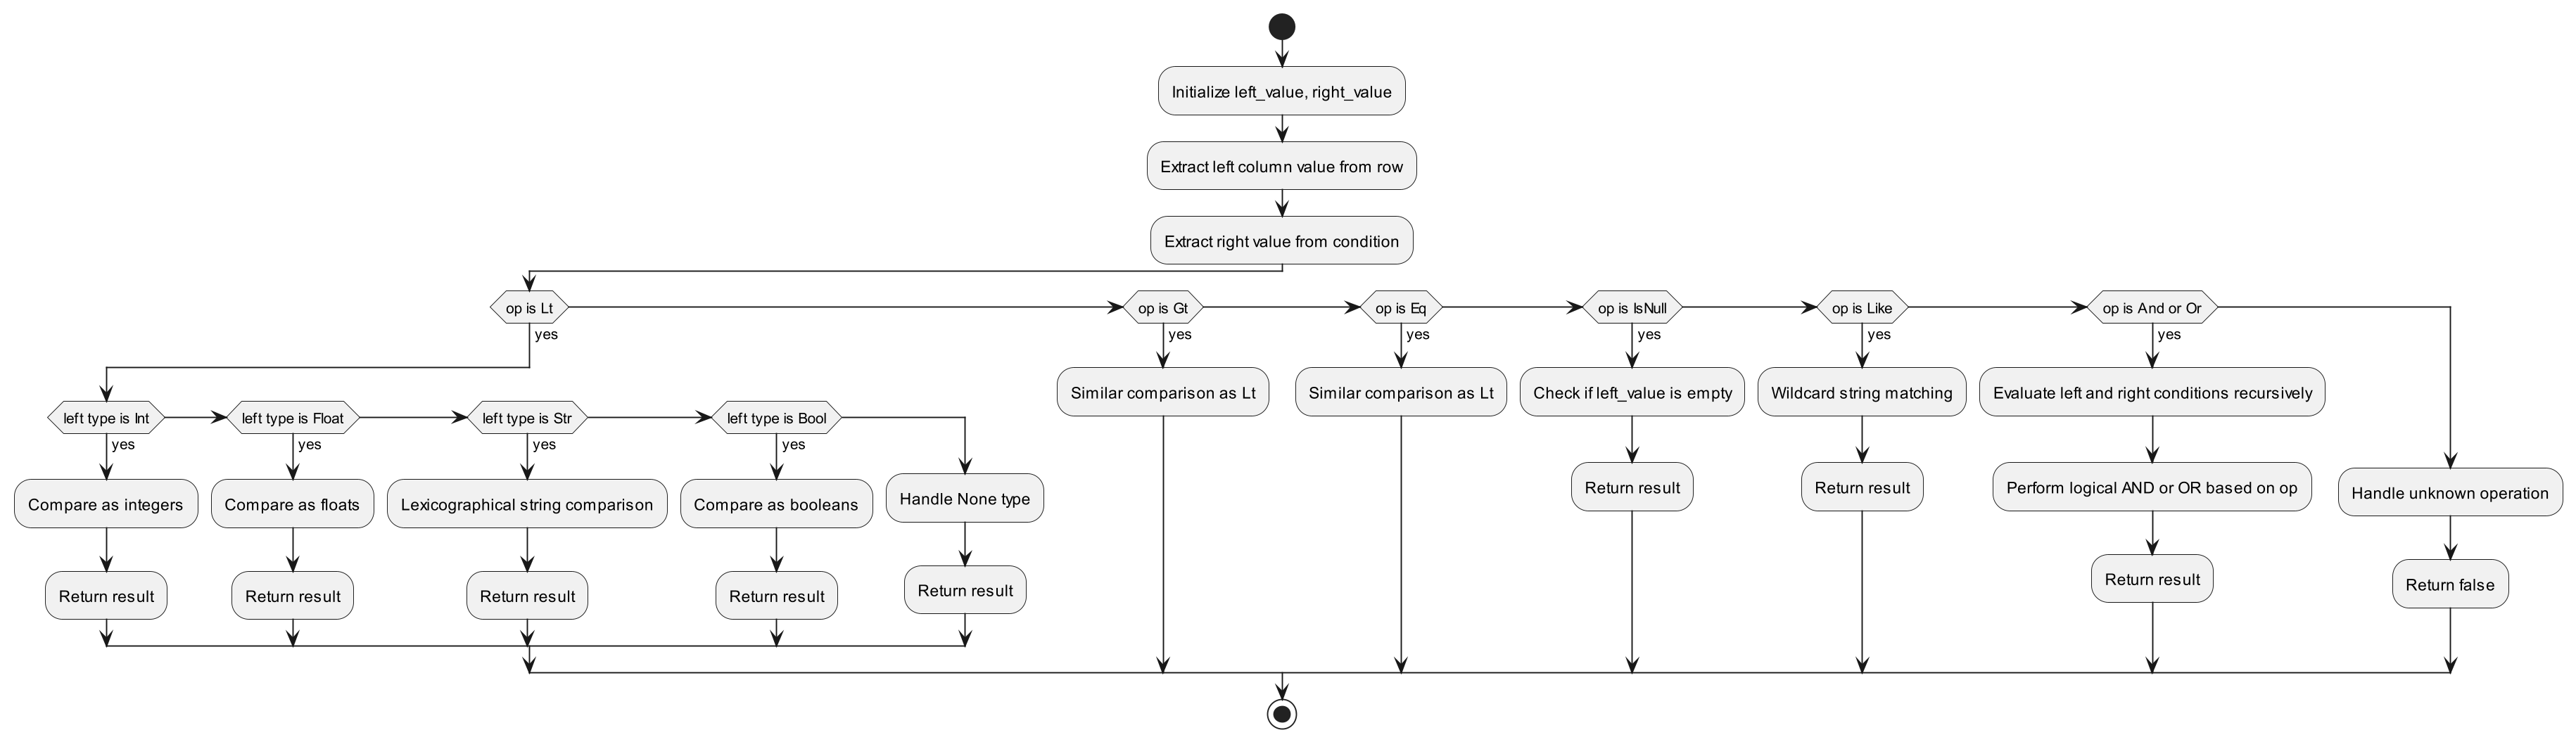 Initialize left_value, right_value
Extract left column value from row
Extract right value from condition
op is Lt
op is Gt
op is Eq
op is IsNull
op is Like
op is And or Or
yes
yes
yes
yes
yes
yes
Similar comparison as Lt
Similar comparison as Lt
Check if left_value is empty
Wildcard string matching
Evaluate left and right conditions recursively
left type is Int
left type is Float
left type is Str
left type is Bool
yes
yes
yes
yes
Return result
Return result
Perform logical AND or OR based on op
Handle unknown operation
Compare as integers
Compare as floats
Lexicographical string comparison
Compare as booleans
Handle None type
Return result
Return false
Return result
Return result
Return result
Return result
Return result